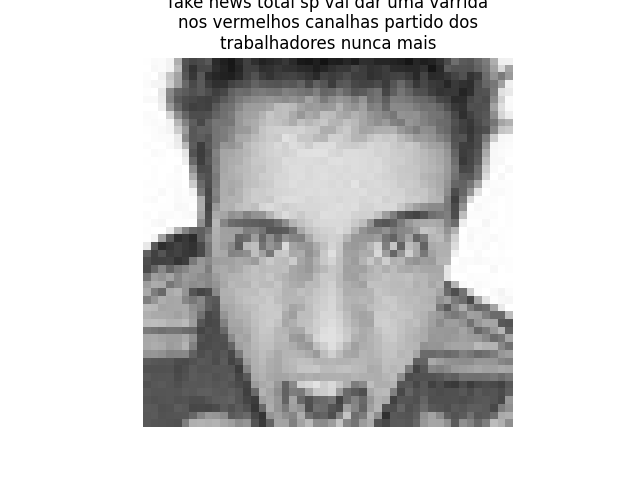 fake news total sp vai dar uma varrida
nos vermelhos canalhas partido dos
trabalhadores nunca mais